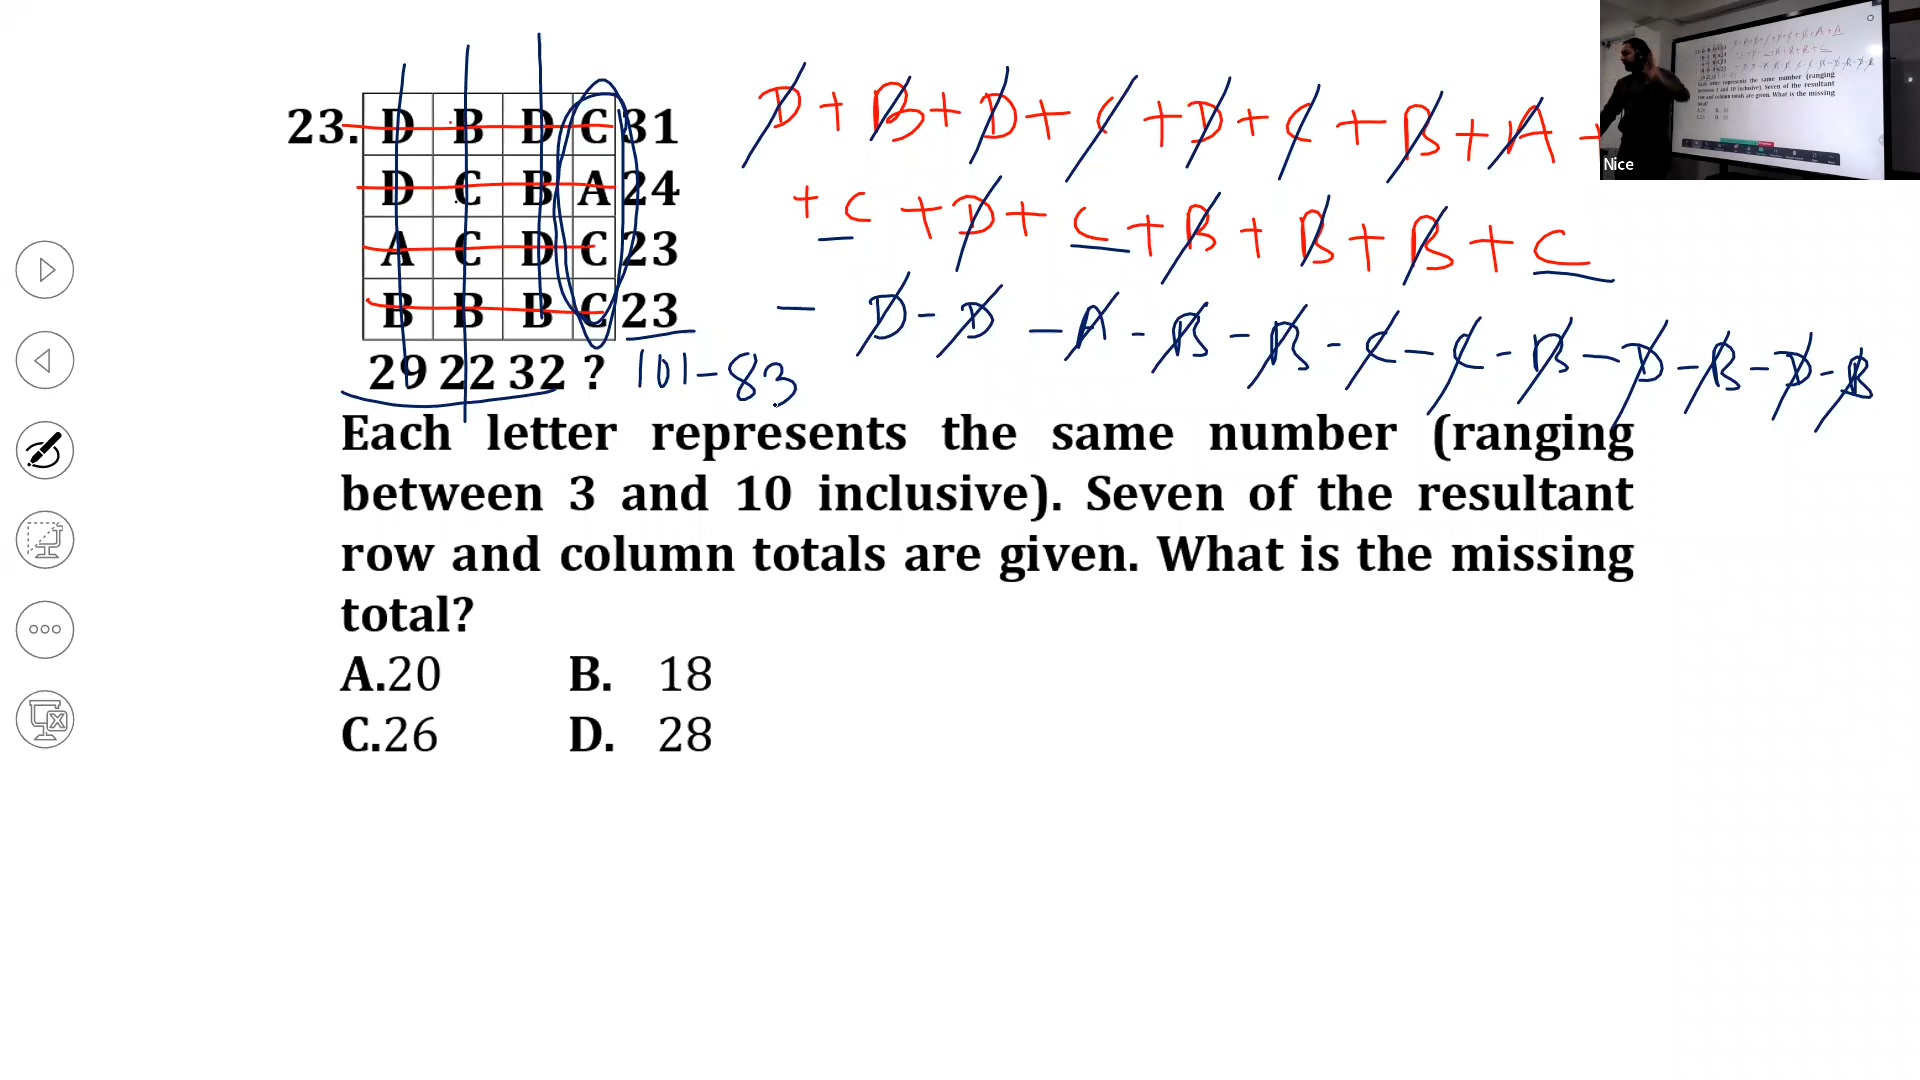 23. D B D C 31
D C B A 24
A C D C 23
B B B C 23
29 22 32 ? 101-83
D + B + D + C + D + C + B + A +
+ C + D + C + B + B + B + C
- D - D - A - B - B - C - C - B - D - B - D - B
Nice
Each letter represents the same number (ranging
between 3 and 10 inclusive). Seven of the resultant
row and column totals are given. What is the missing
total?
A.20 B. 18
C.26 D. 28